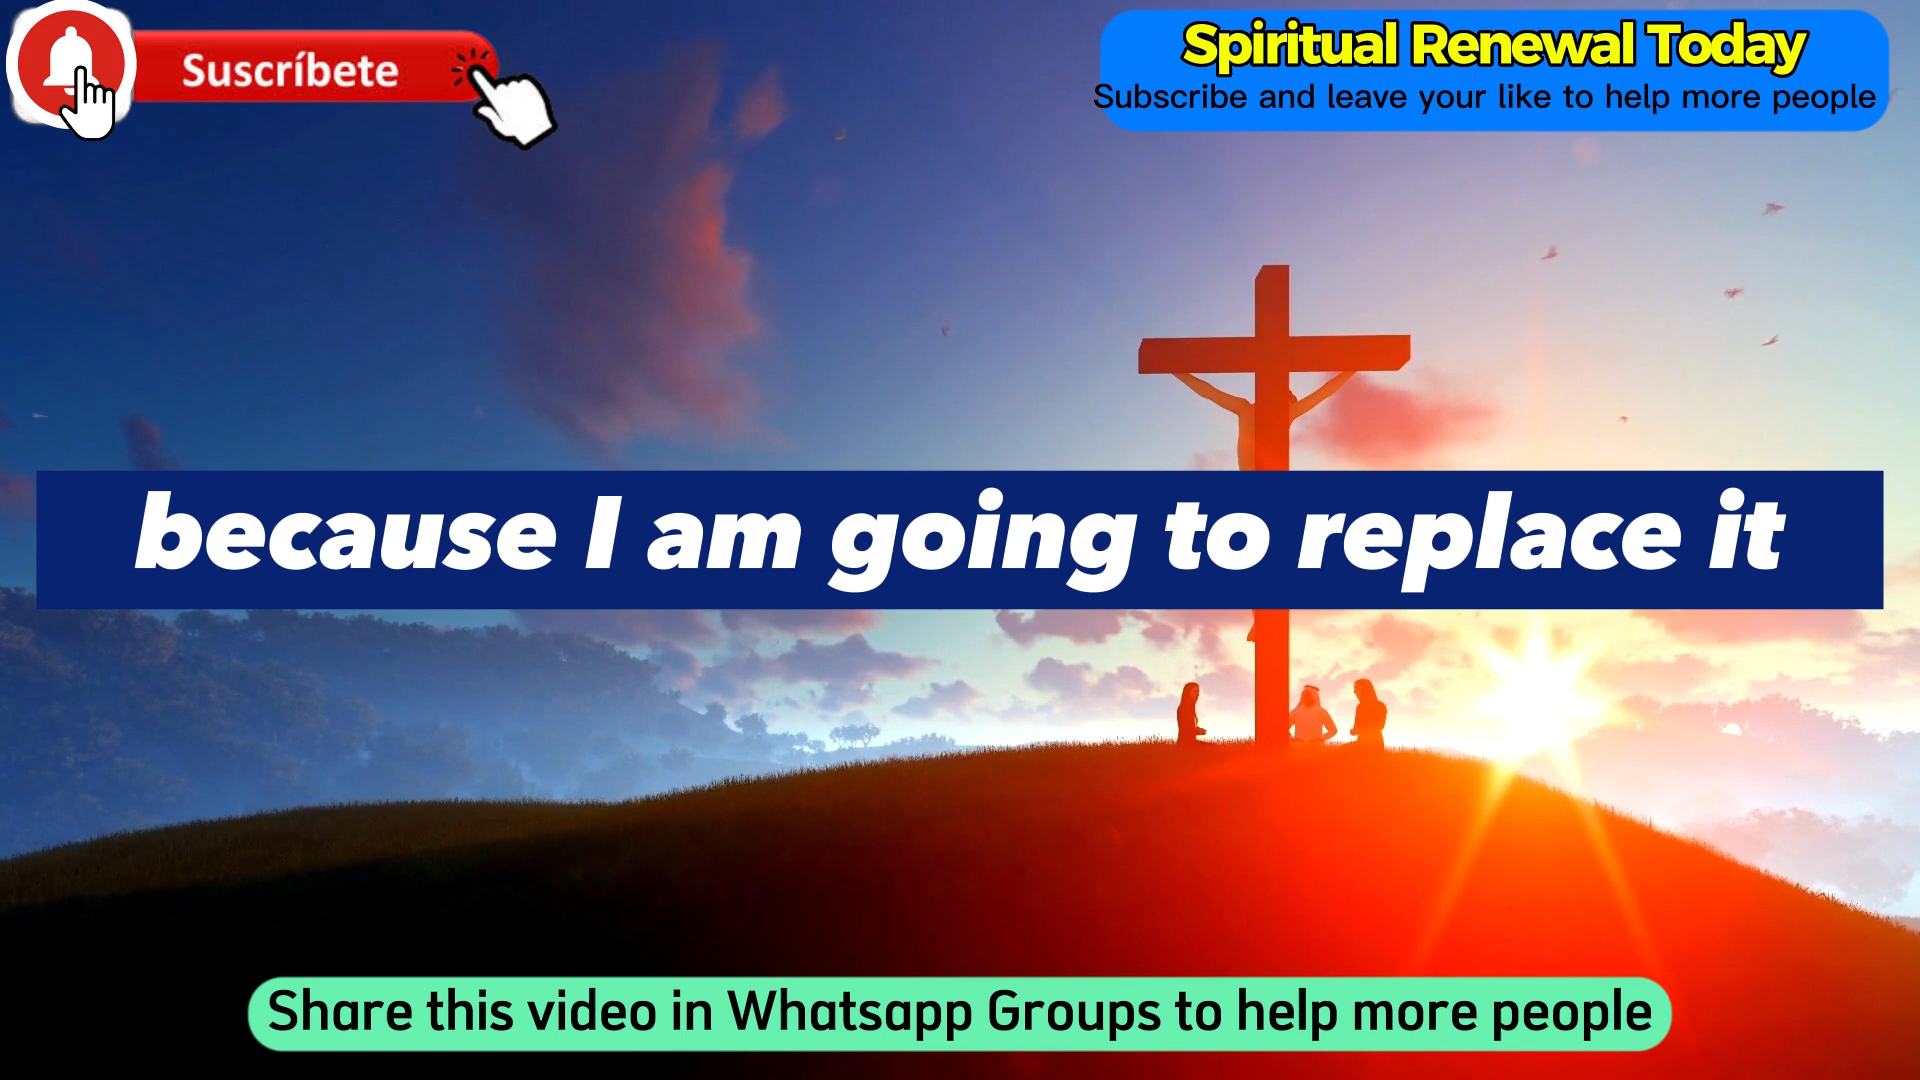 Suscríbete
Spiritual Renewal Today
Subscribe and leave your like to help more people
because I am going to replace it
Share this video in Whatsapp Groups to help more people